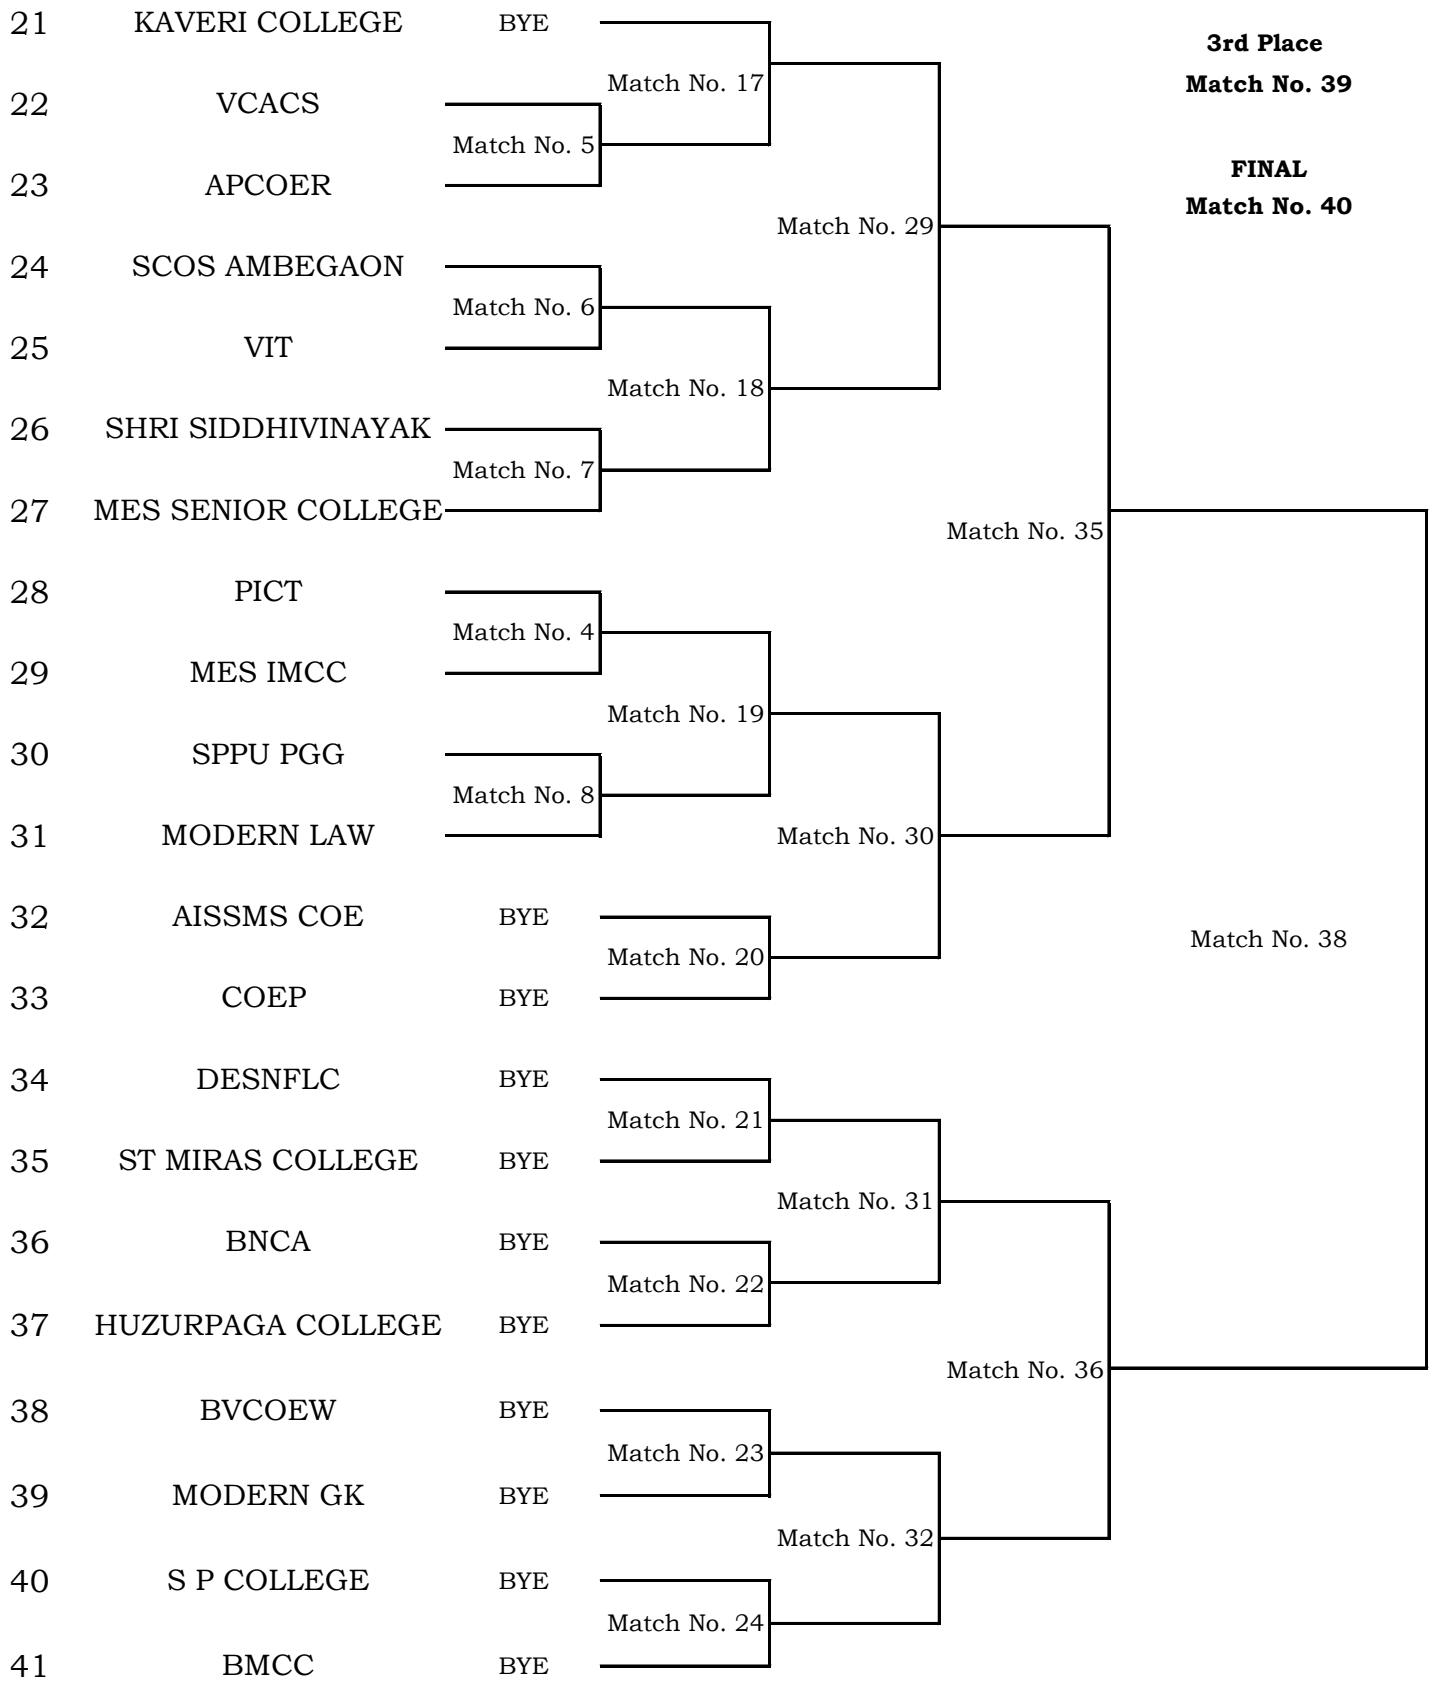 21 KAVERI COLLEGE BYE
3rd Place
Match No. 17
Match No. 39
22 VCACS
Match No. 5
23 APCOER
FINAL
Match No. 40
Match No. 29
24 SCOS AMBEGAON
Match No. 6
25 VIT
Match No. 18
26 SHRI SIDDHIVINAYAK
Match No. 7
27 MES SENIOR COLLEGE
Match No. 35
28 PICT
Match No. 4
29 MES IMCC
Match No. 19
30 SPPU PGG
Match No. 8
31 MODERN LAW
Match No. 30
32 AISSMS COE BYE
Match No. 38
Match No. 20
33 COEP BYE
34 DESNFLC BYE
Match No. 21
35 ST MIRAS COLLEGE BYE
Match No. 31
36 BNCA BYE
Match No. 22
37 HUZURPAGA COLLEGE BYE
Match No. 36
38 BVCOEW BYE
Match No. 23
39 MODERN GK BYE
Match No. 32
40 S P COLLEGE BYE
Match No. 24
41 BMCC BYE